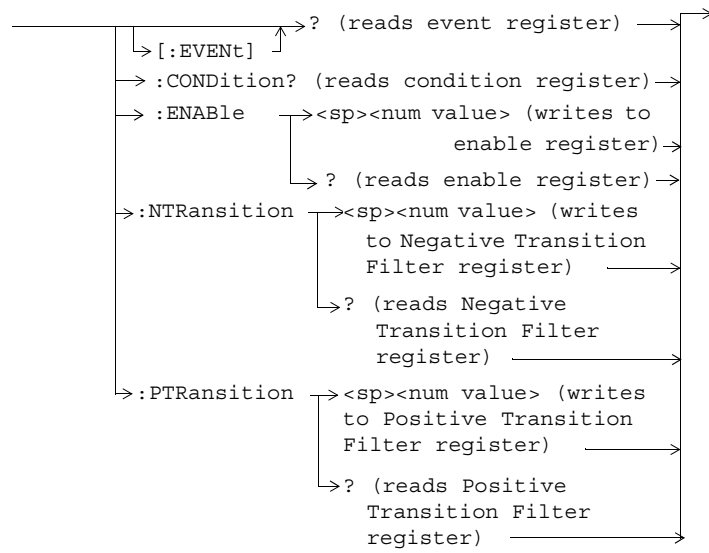 ? (reads event register)
[:EVENt]
:CONDition? (reads condition register)
:ENABle <sp><num value> (writes to
enable register)
? (reads enable register)
:NTRansition <sp><num value> (writes
to Negative Transition
Filter register)
? (reads Negative
Transition Filter
register)
:PTRansition <sp><num value> (writes
to Positive Transition
Filter register)
? (reads Positive
Transition Filter
register)